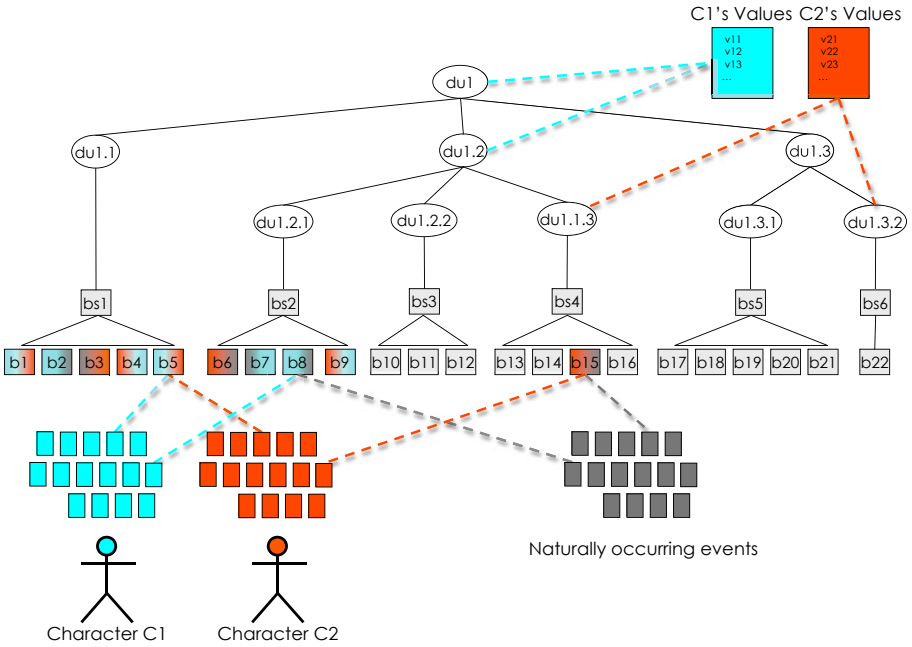 C1's Values
C2's Values
v11
v12
v13
...
v21
v22
v23
...
du1
du1.1
du1.2
du1.3
du1.2.1
du1.2.2
du1.1.3
du1.3.1
du1.3.2
bs1
bs2
bs3
bs4
bs5
bs6
b1 b2 b3 b4 b5
b6 b7 b8 b9
b10 b11 b12
b13 b14 b15 b16
b17 b18 b19 b20 b21
b22
Naturally occurring events
Character C1
Character C2